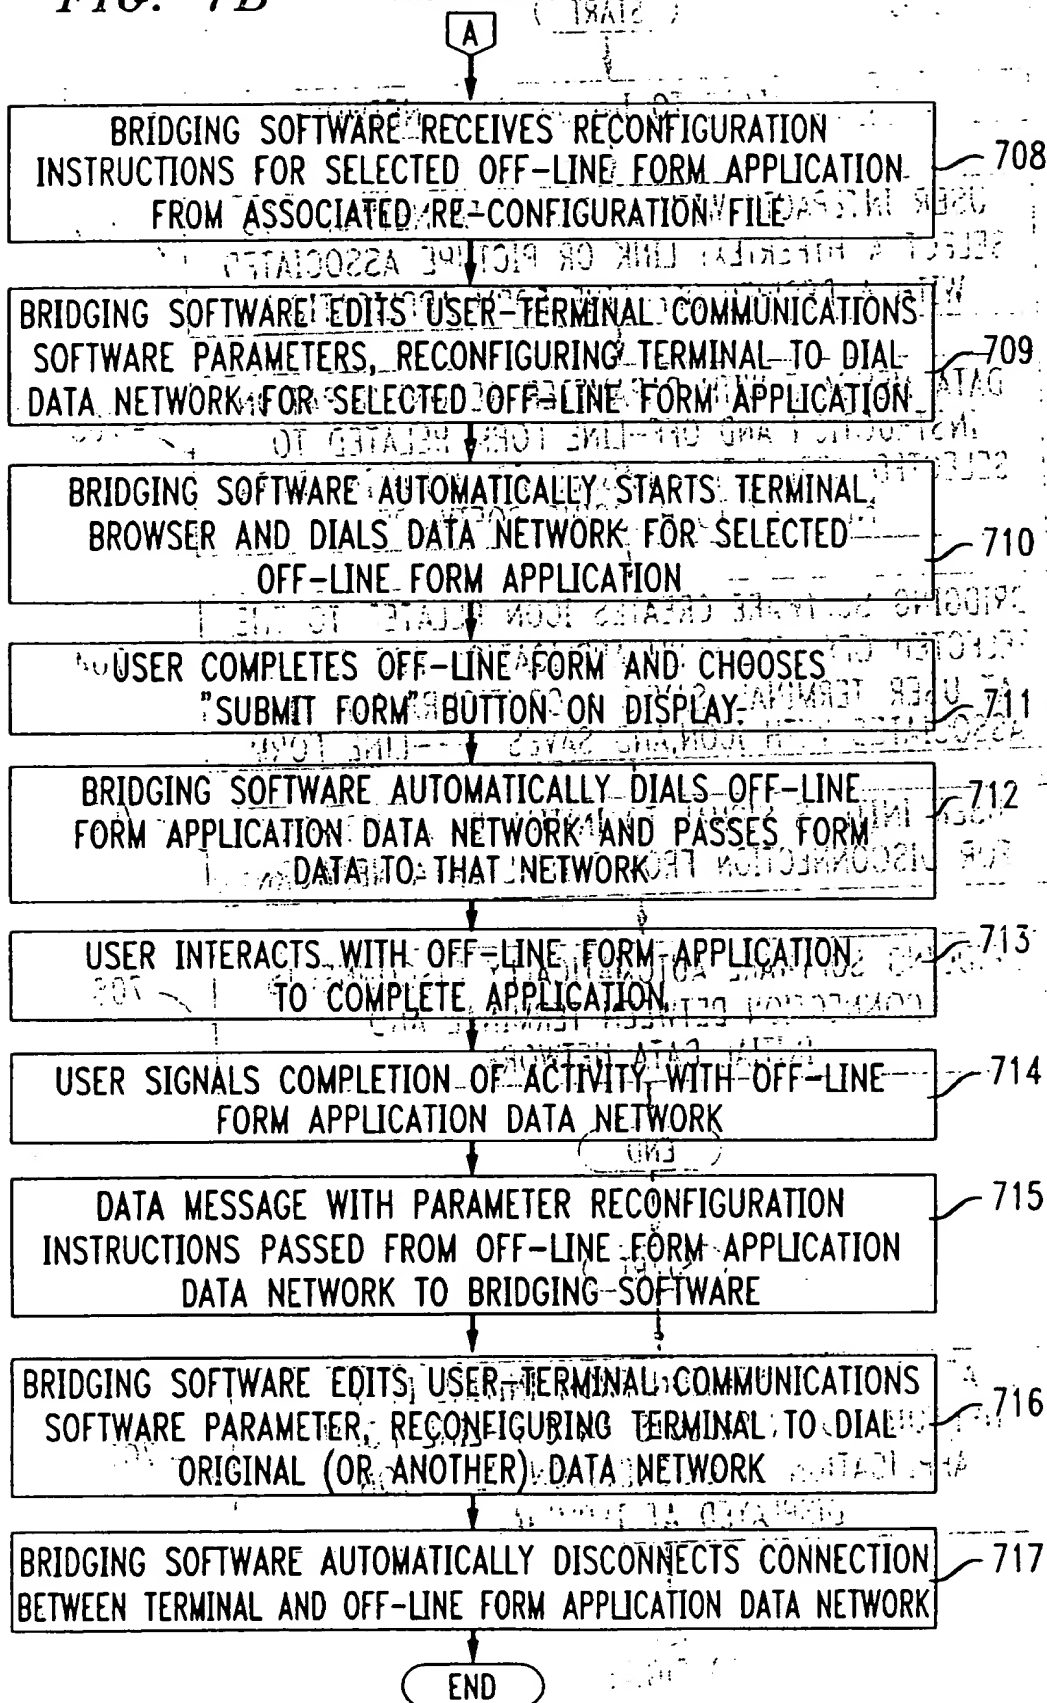 FIG. 7B
A
BRIDGING SOFTWARE RECEIVES RECONFIGURATION
INSTRUCTIONS FOR SELECTED OFF-LINE FORM APPLICATION
FROM ASSOCIATED RE-CONFIGURATION FILE
708
BRIDGING SOFTWARE EDITS USER-TERMINAL COMMUNICATIONS
SOFTWARE PARAMETERS, RECONFIGURING TERMINAL TO DIAL
DATA NETWORK FOR SELECTED OFF-LINE FORM APPLICATION
709
BRIDGING SOFTWARE AUTOMATICALLY STARTS TERMINAL
BROWSER AND DIALS DATA NETWORK FOR SELECTED
OFF-LINE FORM APPLICATION
710
USER COMPLETES OFF-LINE FORM AND CHOOSES
"SUBMIT FORM" BUTTON ON DISPLAY
711
BRIDGING SOFTWARE AUTOMATICALLY DIALS OFF-LINE
FORM APPLICATION DATA NETWORK AND PASSES FORM
DATA TO THAT NETWORK
712
USER INTERACTS WITH OFF-LINE FORM APPLICATION
TO COMPLETE APPLICATION
713
USER SIGNALS COMPLETION OF ACTIVITY WITH OFF-LINE
FORM APPLICATION DATA NETWORK
714
DATA MESSAGE WITH PARAMETER RECONFIGURATION
INSTRUCTIONS PASSED FROM OFF-LINE FORM APPLICATION
DATA NETWORK TO BRIDGING SOFTWARE
715
BRIDGING SOFTWARE EDITS USER-TERMINAL COMMUNICATIONS
SOFTWARE PARAMETER, RECONFIGURING TERMINAL TO DIAL
ORIGINAL (OR ANOTHER) DATA NETWORK
716
BRIDGING SOFTWARE AUTOMATICALLY DISCONNECTS CONNECTION
BETWEEN TERMINAL AND OFF-LINE FORM APPLICATION DATA NETWORK
717
END